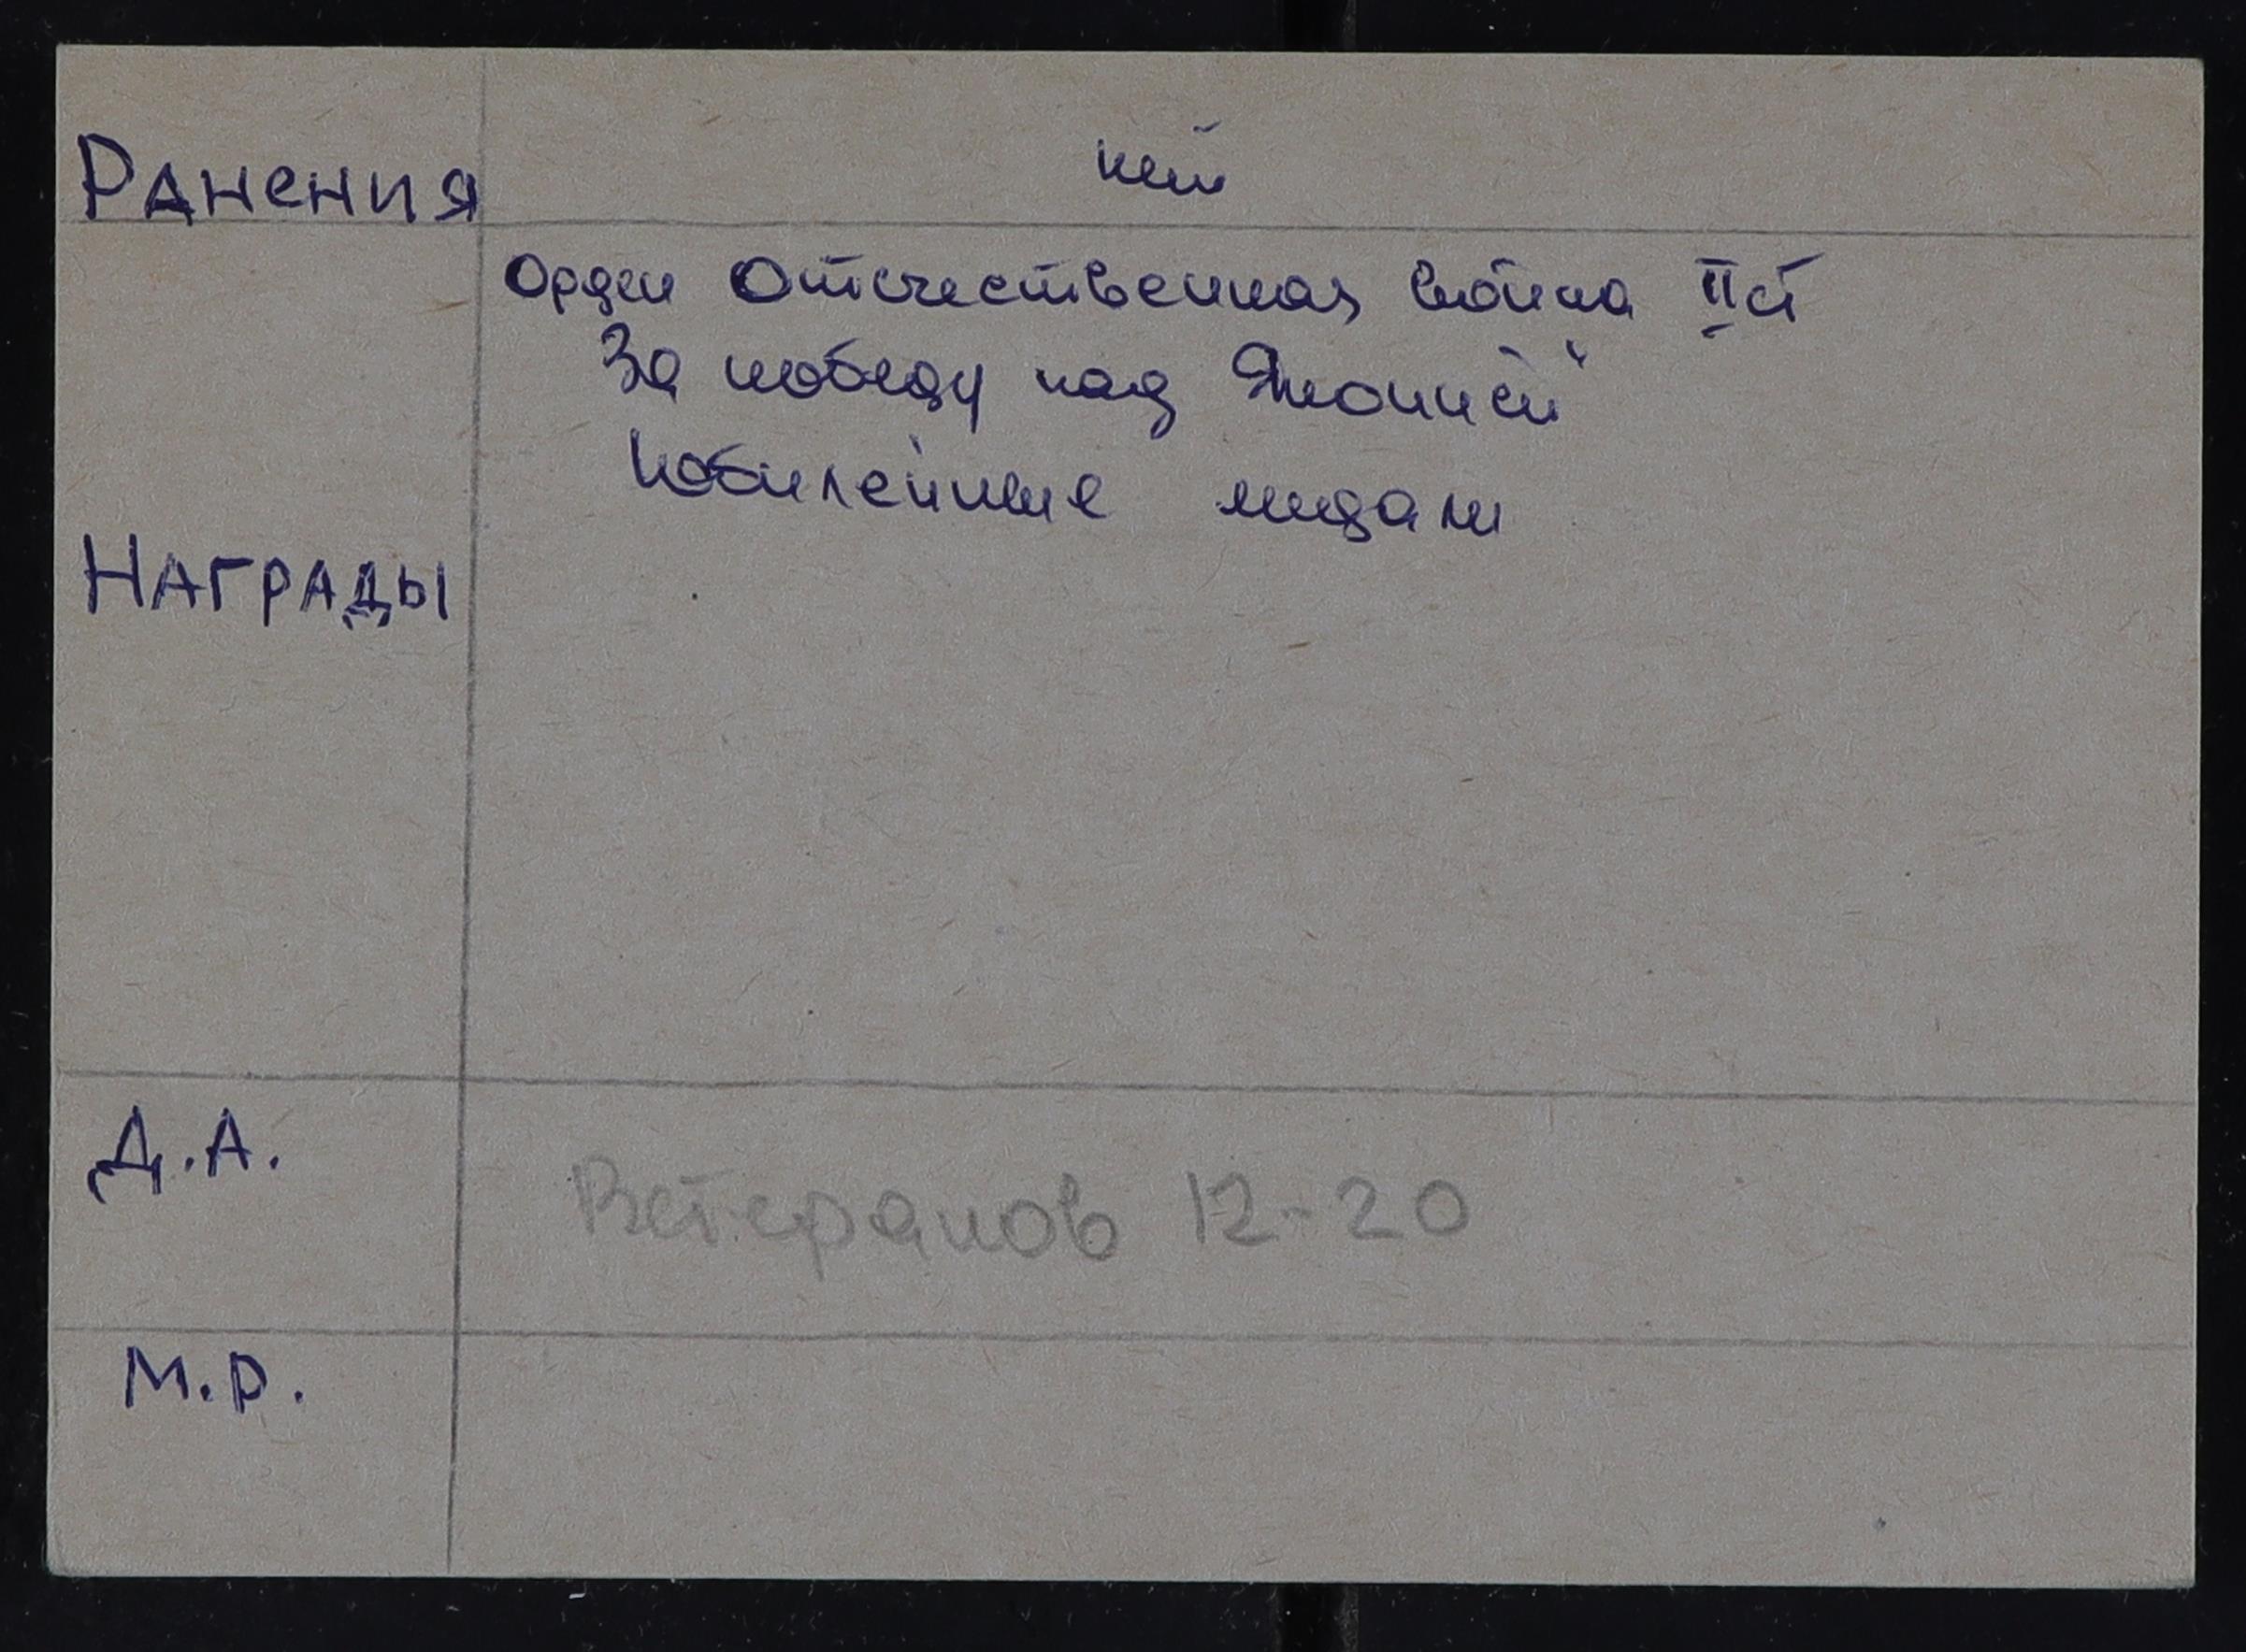 Ранения нет
Орден Отечественная война II ст
За победу над Японией"
Юбилейные медали
Награды
Д.А. Ветеранов 12-20
М.Р.